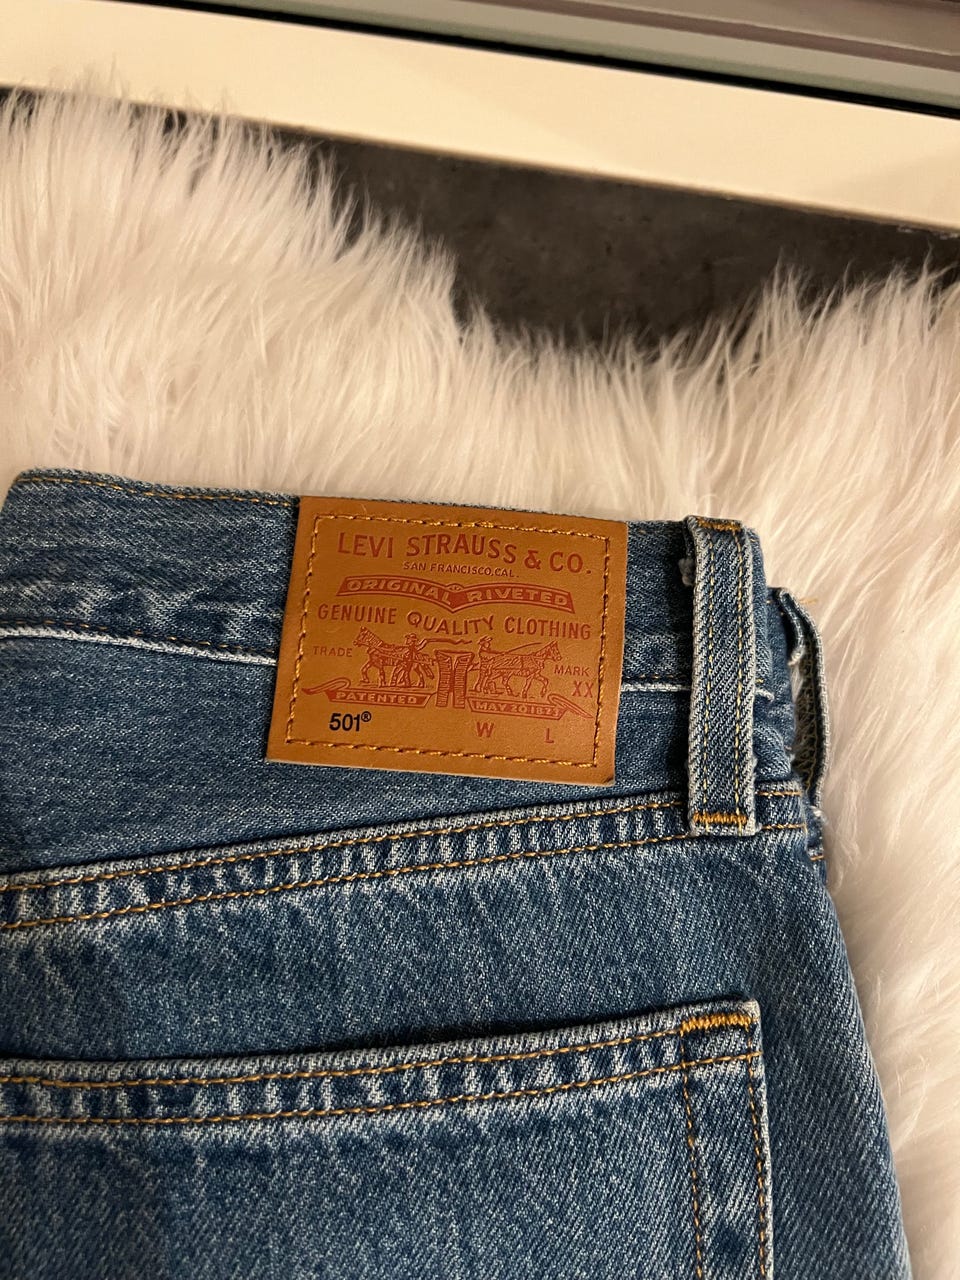 LEVI STRAUSS & CO.
SAN FRANCISCO, CAL.
ORIGINAL RIVETED
GENUINE QUALITY CLOTHING
TRADE MARK
XX
PATENTED MAY 20 1873
501® W L